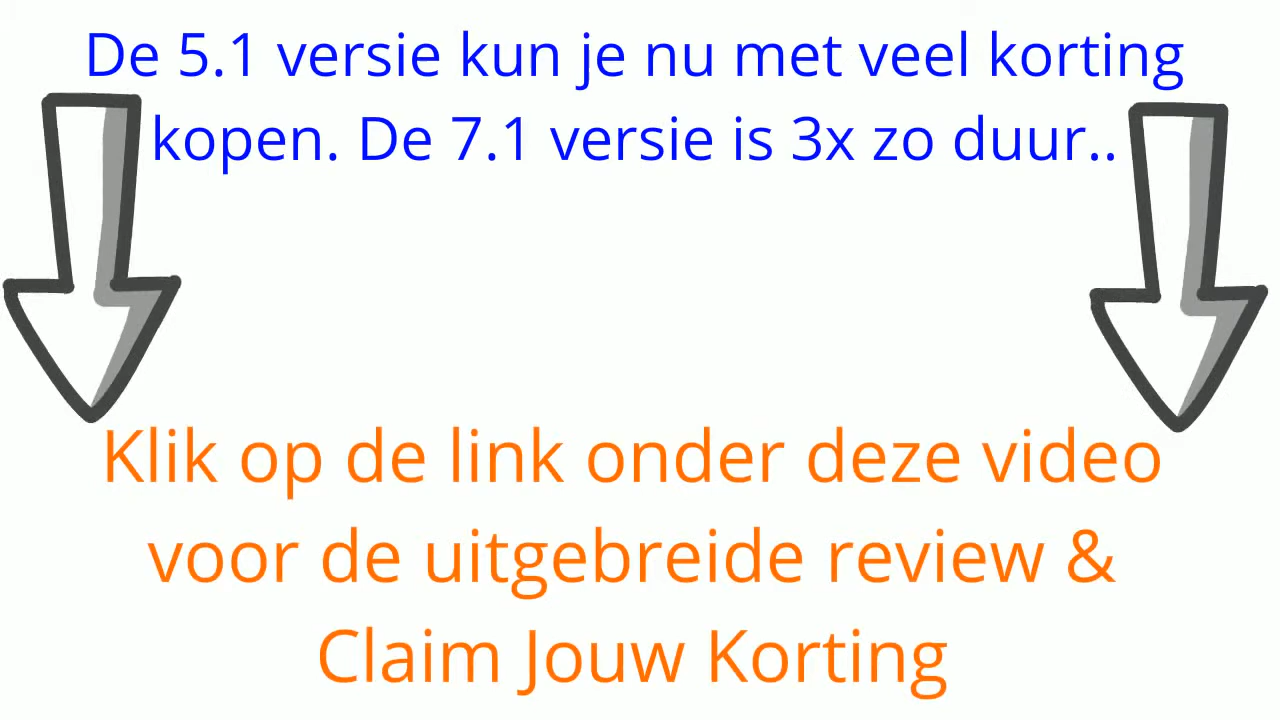 De 5.1 versie kun je nu met veel korting
kopen. De 7.1 versie is 3x zo duur..
Klik op de link onder deze video
voor de uitgebreide review &
Claim Jouw Korting